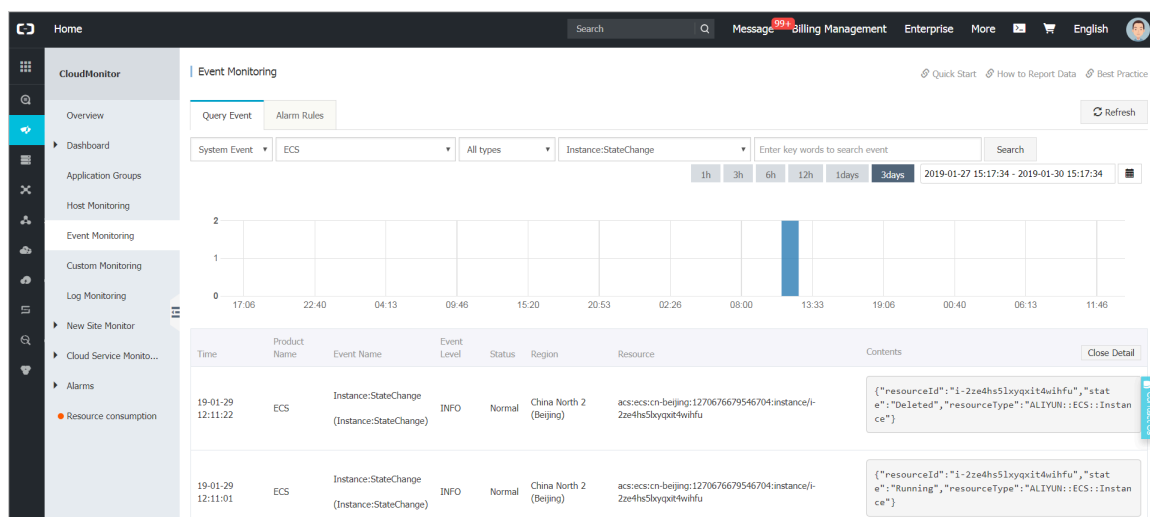 Home
Search
Message
99+
Billing Management
Enterprise
More
English
CloudMonitor
Overview
Dashboard
Application Groups
Host Monitoring
Event Monitoring
Custom Monitoring
Log Monitoring
New Site Monitor
Cloud Service Monito...
Alarms
Resource consumption
Event Monitoring
Quick Start
How to Report Data
Best Practice
Query Event
Alarm Rules
Refresh
System Event
ECS
All types
Instance:StateChange
Enter key words to search event
Search
1h
3h
6h
12h
1days
3days
2019-01-27 15:17:34 - 2019-01-30 15:17:34
2
1
0
17:06 22:40 04:13 09:46 15:20 20:53 02:26 08:00 13:33 19:06 00:40 06:13 11:46
Time
Product
Name
Event Name
Event
Level
Status
Region
Resource
Contents
Close Detail
19-01-29
12:11:22
ECS
Instance:StateChange
(Instance:StateChange)
INFO
Normal
China North 2
(Beijing)
acs:ecs:cn-beijing:1270676679546704:instance/i-
2ze4hs5lxyqxit4wihfu
{"resourceId":"i-2ze4hs5lxyqxit4wihfu","stat
e":"Deleted","resourceType":"ALIYUN::ECS::Instan
ce"}
19-01-29
12:11:01
ECS
Instance:StateChange
(Instance:StateChange)
INFO
Normal
China North 2
(Beijing)
acs:ecs:cn-beijing:1270676679546704:instance/i-
2ze4hs5lxyqxit4wihfu
{"resourceId":"i-2ze4hs5lxyqxit4wihfu","stat
e":"Running","resourceType":"ALIYUN::ECS::Instan
ce"}